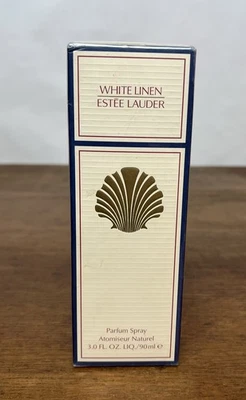 WHITE LINEN
ESTĒE LAUDER
Parfum Spray
Atomiseur Naturel
3.0 FL. OZ. LIQ./90ml ℮